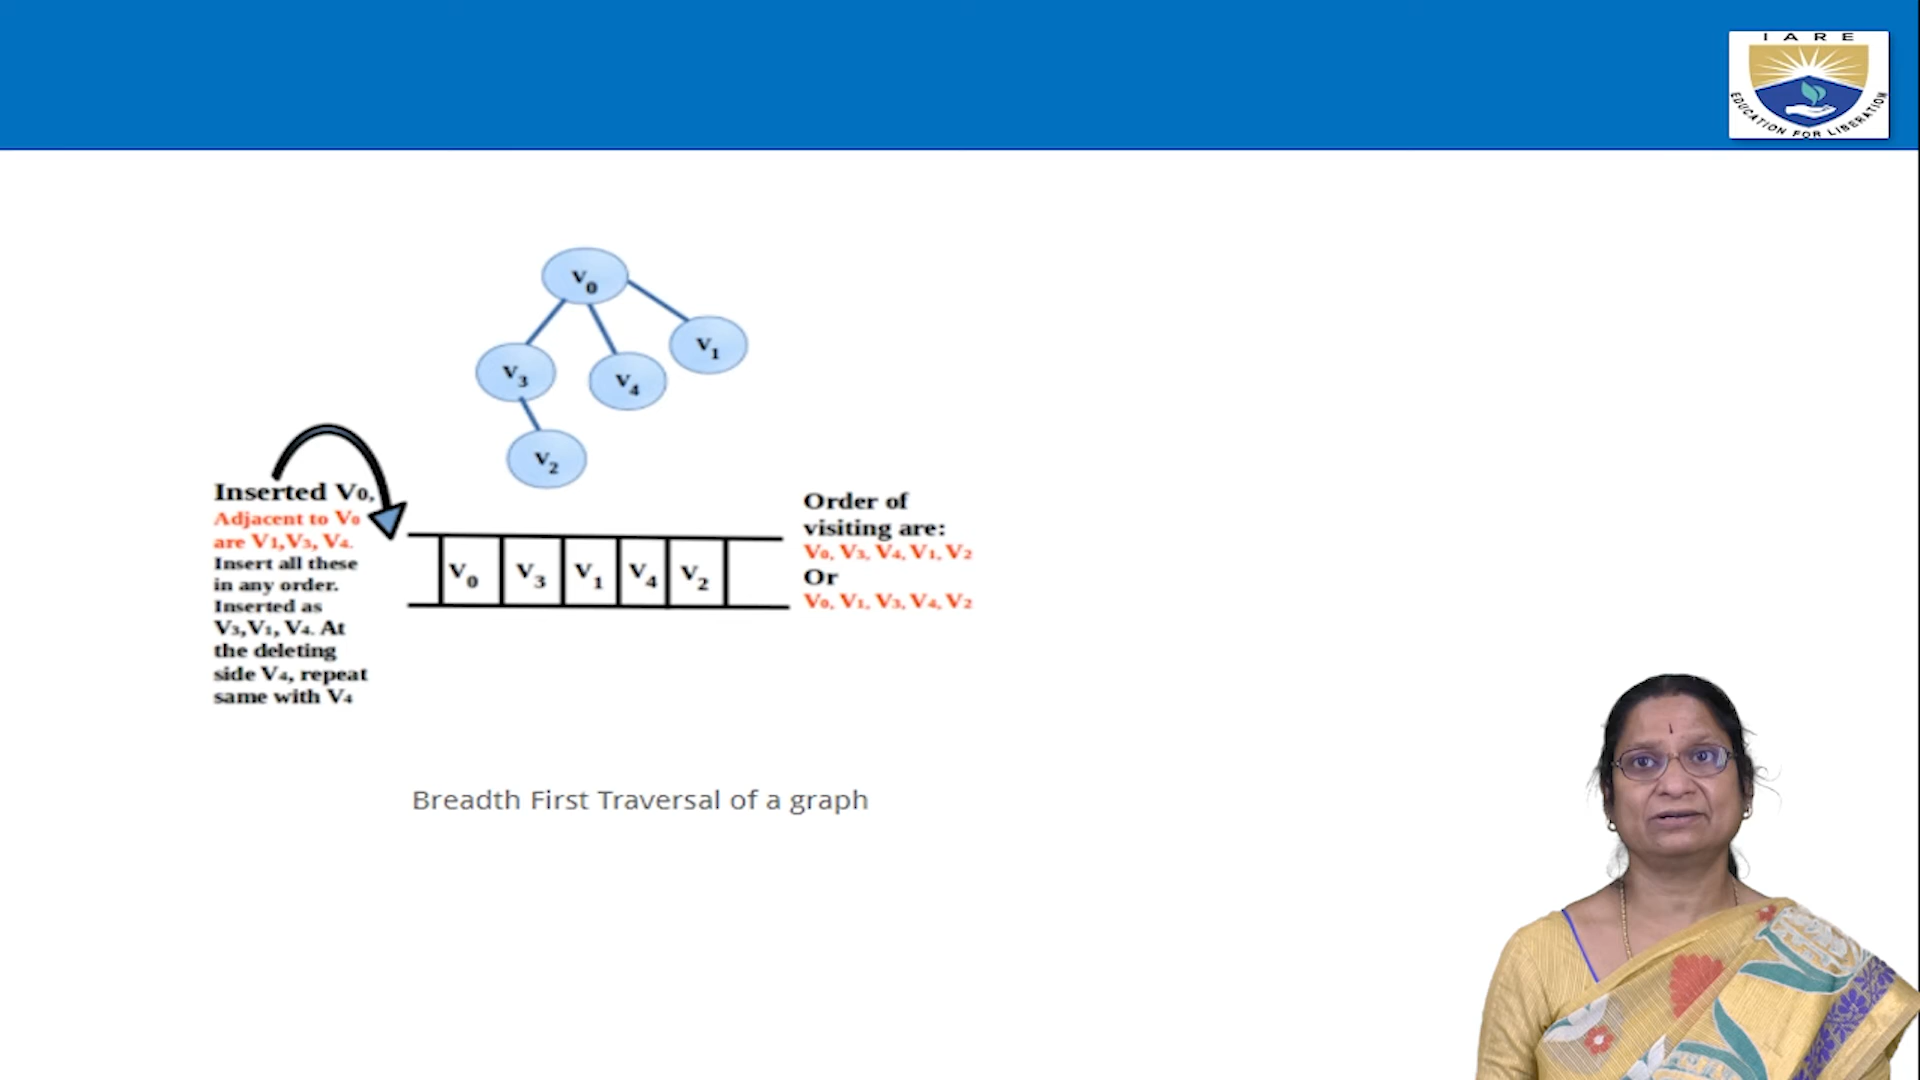 I A R E
EDUCATION FOR LIBERATION
V0
V1
V3
V4
V2
Inserted V0,
Adjacent to V0
are V1,V3, V4.
Insert all these
in any order.
Inserted as
V3,V1, V4. At
the deleting
side V4, repeat
same with V4
V0 V3 V1 V4 V2
Order of
visiting are:
V0, V3, V4, V1, V2
Or
V0, V1, V3, V4, V2
Breadth First Traversal of a graph